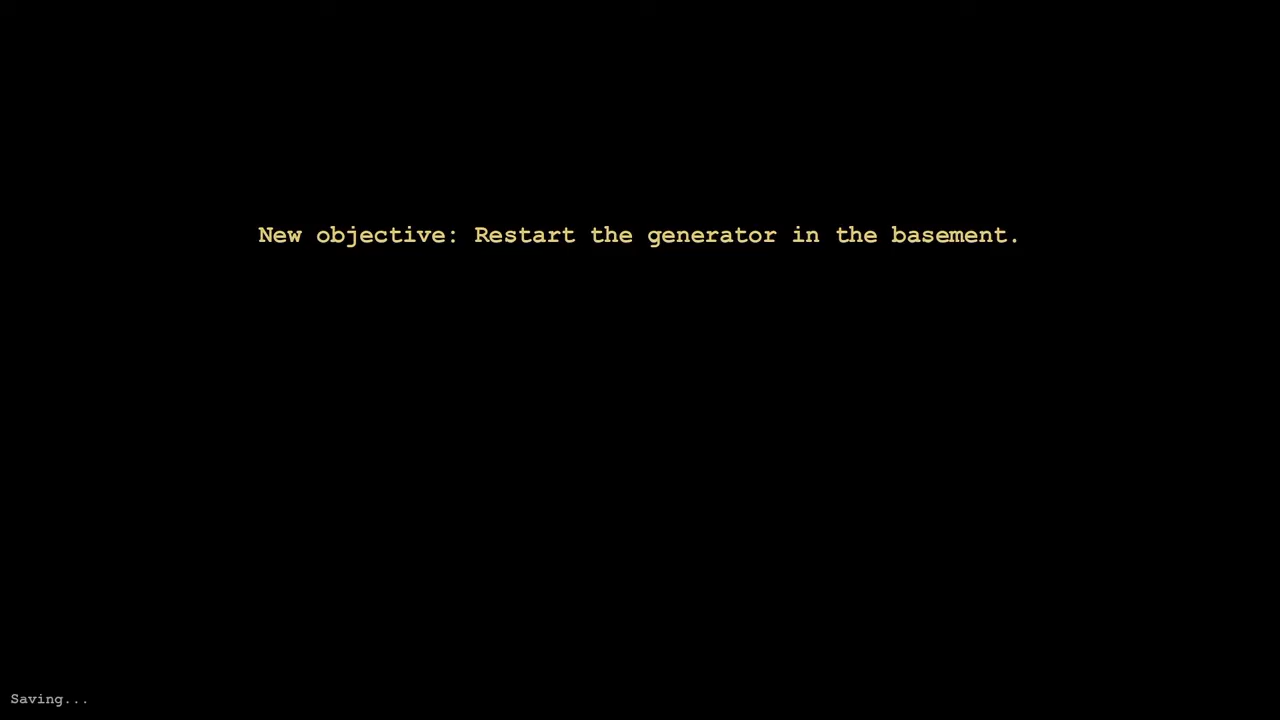 New objective: Restart the generator in the basement.
Saving...